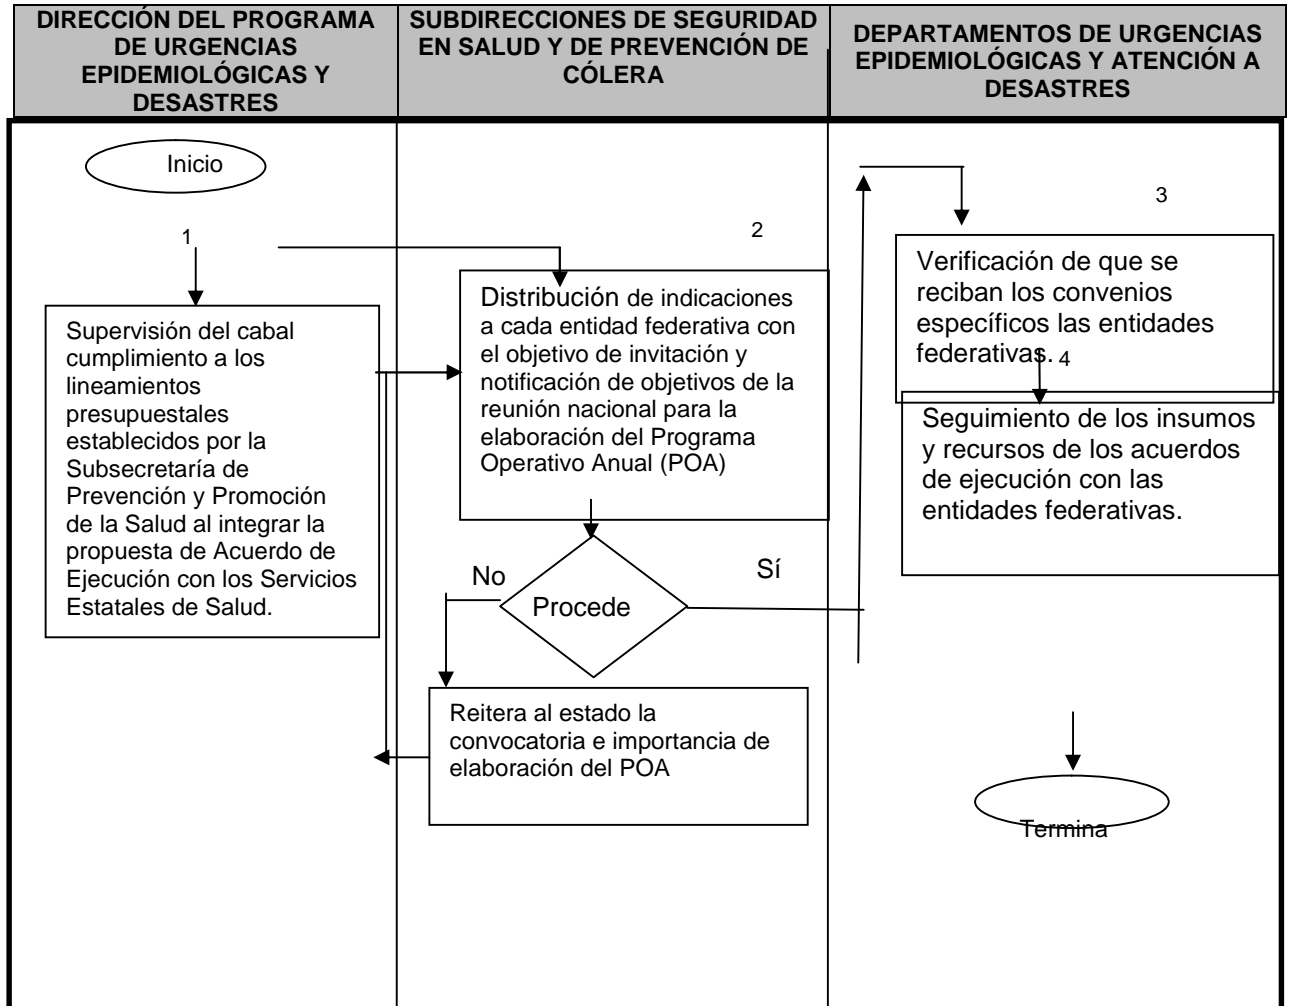 DIRECCIÓN DEL PROGRAMA
DE URGENCIAS
EPIDEMIOLÓGICAS Y
DESASTRES
SUBDIRECCIONES DE SEGURIDAD
EN SALUD Y DE PREVENCIÓN DE
CÓLERA
DEPARTAMENTOS DE URGENCIAS
EPIDEMIOLÓGICAS Y ATENCIÓN A
DESASTRES
Inicio
1
Supervisión del cabal
cumplimiento a los
lineamientos
presupuestales
establecidos por la
Subsecretaría de
Prevención y Promoción
de la Salud al integrar la
propuesta de Acuerdo de
Ejecución con los Servicios
Estatales de Salud.
2
Distribución de indicaciones
a cada entidad federativa con
el objetivo de invitación y
notificación de objetivos de la
reunión nacional para la
elaboración del Programa
Operativo Anual (POA)
No
Procede
Sí
Reitera al estado la
convocatoria e importancia de
elaboración del POA
3
Verificación de que se
reciban los convenios
específicos las entidades
federativas.
4
Seguimiento de los insumos
y recursos de los acuerdos
de ejecución con las
entidades federativas.
Termina